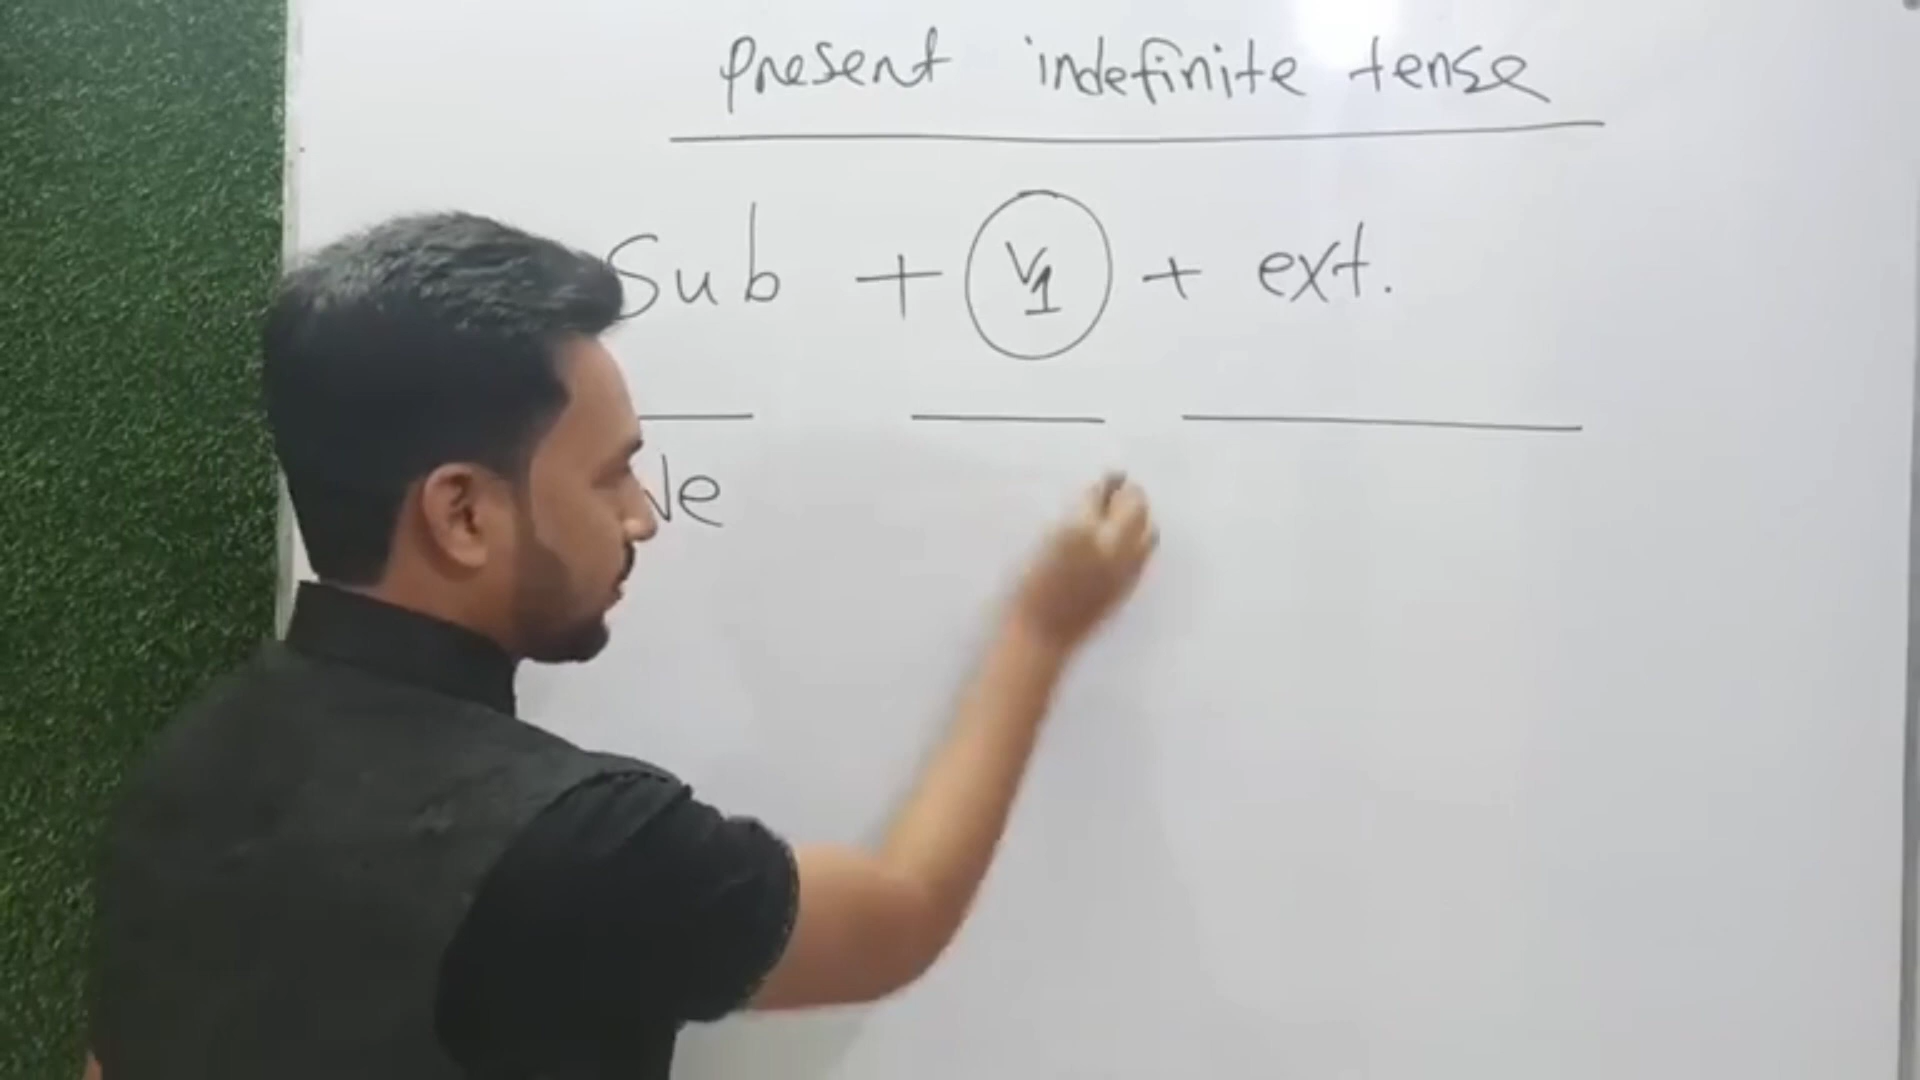 present indefinite tense
Sub + V1 + ext.